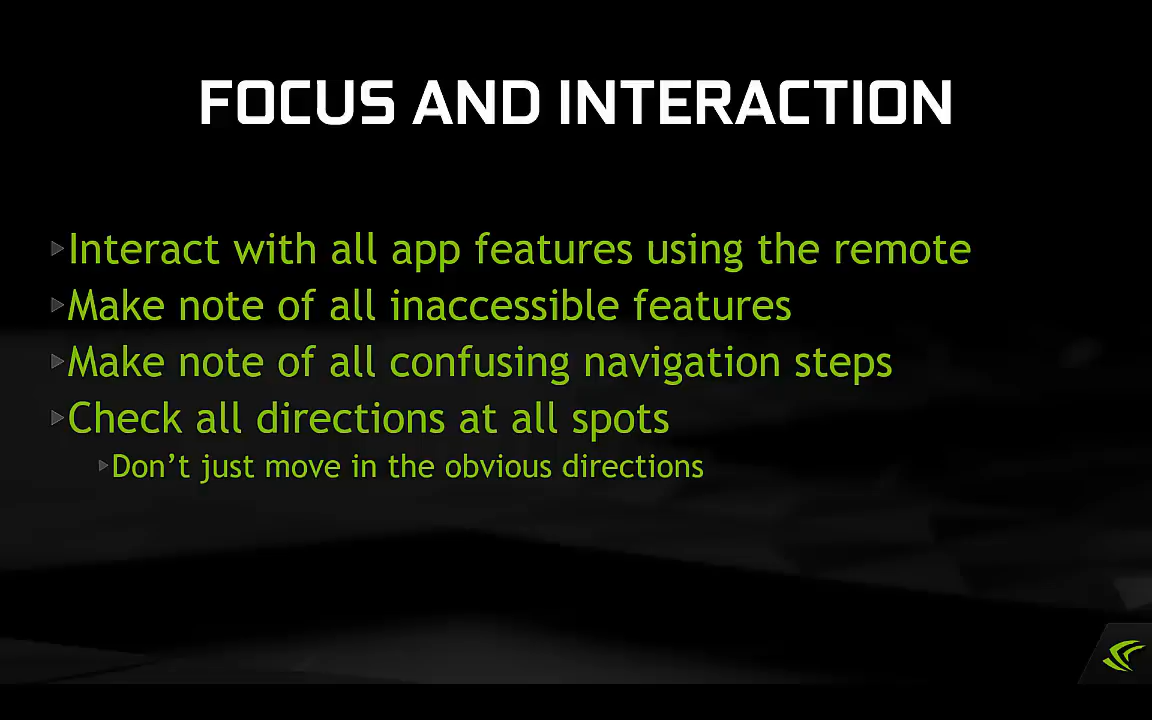 FOCUS AND INTERACTION
Interact with all app features using the remote
Make note of all inaccessible features
Make note of all confusing navigation steps
Check all directions at all spots
Don’t just move in the obvious directions